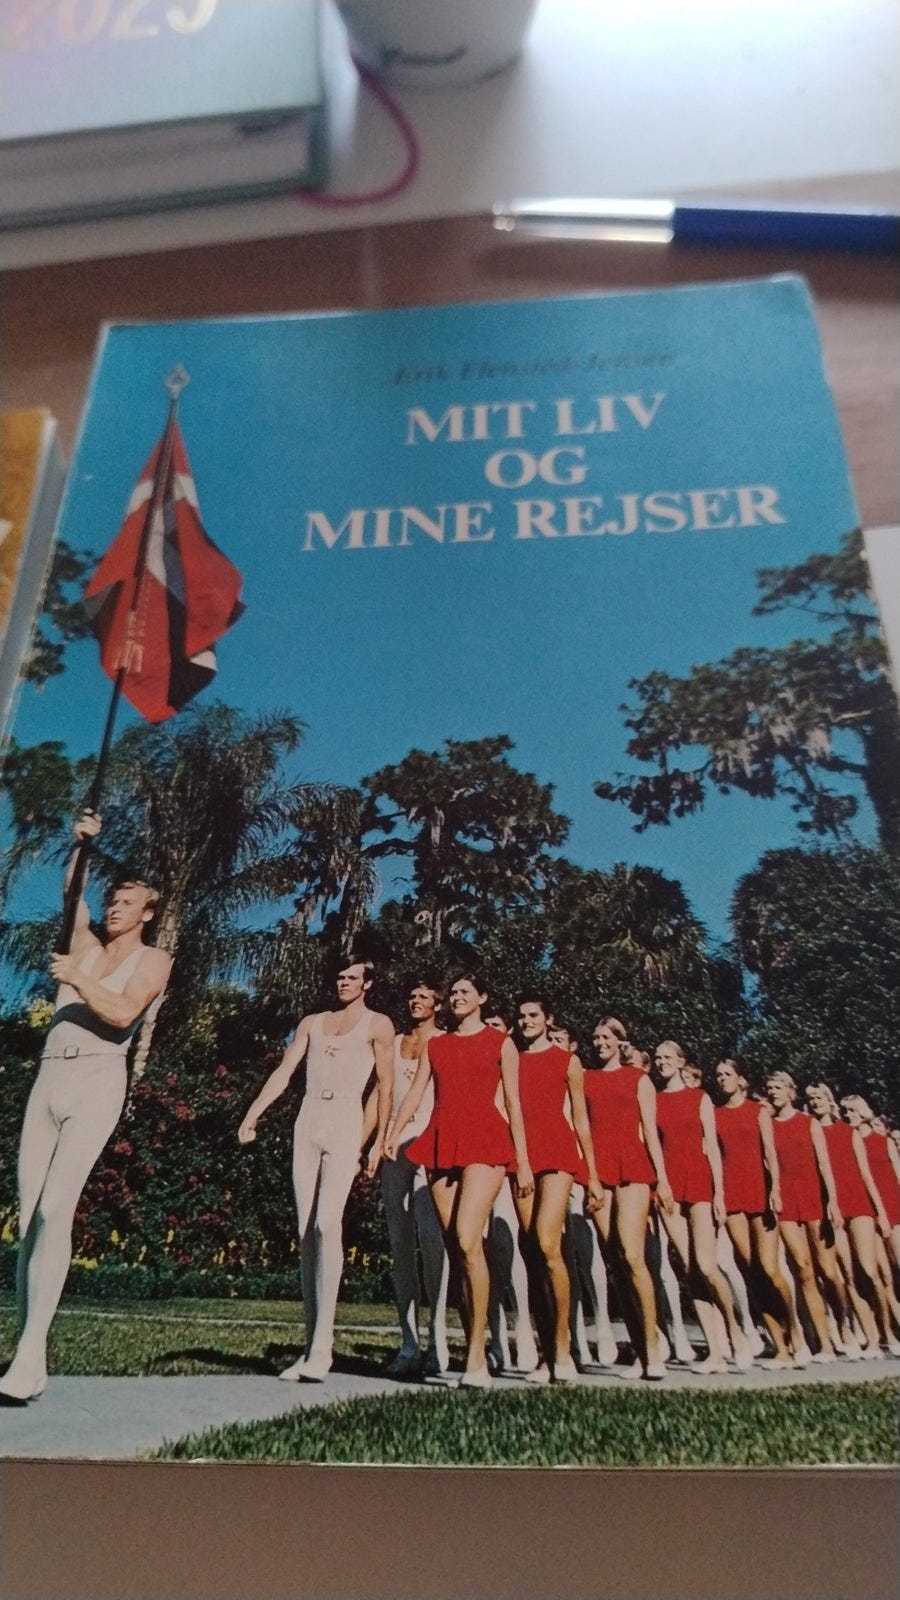 2025
Erik Flensted-Jensen
MIT LIV
OG
MINE REJSER